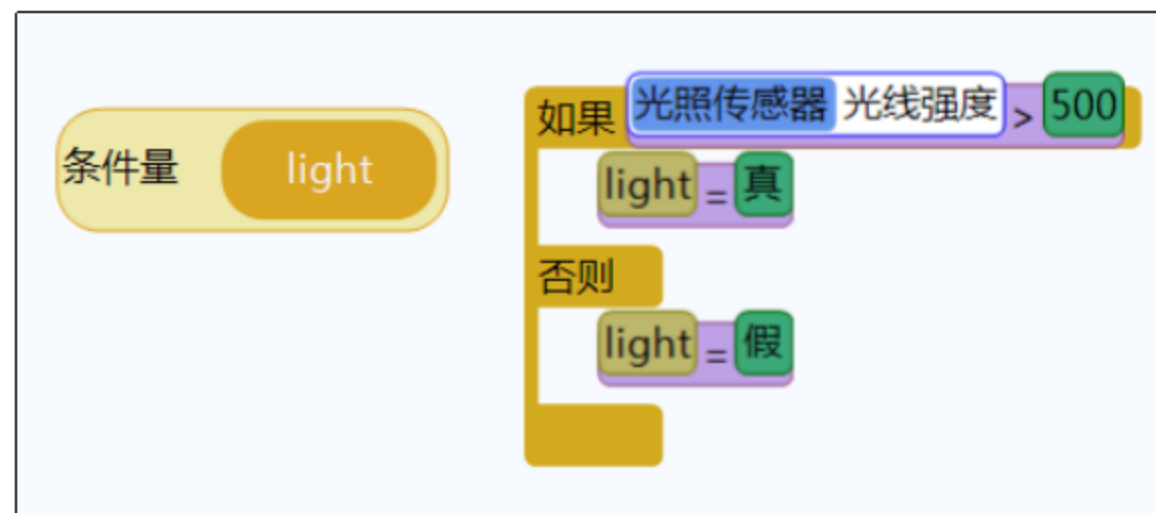 条件量 light
如果 光照传感器 光线强度 > 500
light = 真
否则
light = 假